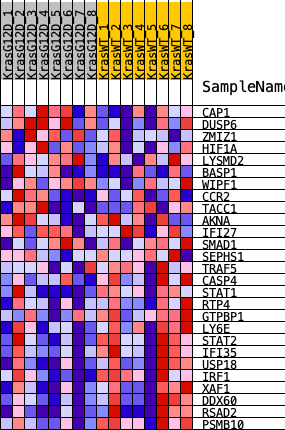 KrasG12D_1
KrasG12D_2
KrasG12D_3
KrasG12D_4
KrasG12D_5
KrasG12D_6
KrasG12D_7
KrasG12D_8
KrasWT_1
KrasWT_2
KrasWT_3
KrasWT_4
KrasWT_5
KrasWT_6
KrasWT_7
KrasWT_8
SampleName
CAP1
DUSP6
ZMIZ1
HIF1A
LYSMD2
BASP1
WIPF1
CCR2
TACC1
AKNA
IFI27
SMAD1
SEPHS1
TRAF5
CASP4
STAT1
RTP4
GTPBP1
LY6E
STAT2
IFI35
USP18
IRF1
XAF1
DDX60
RSAD2
PSMB10